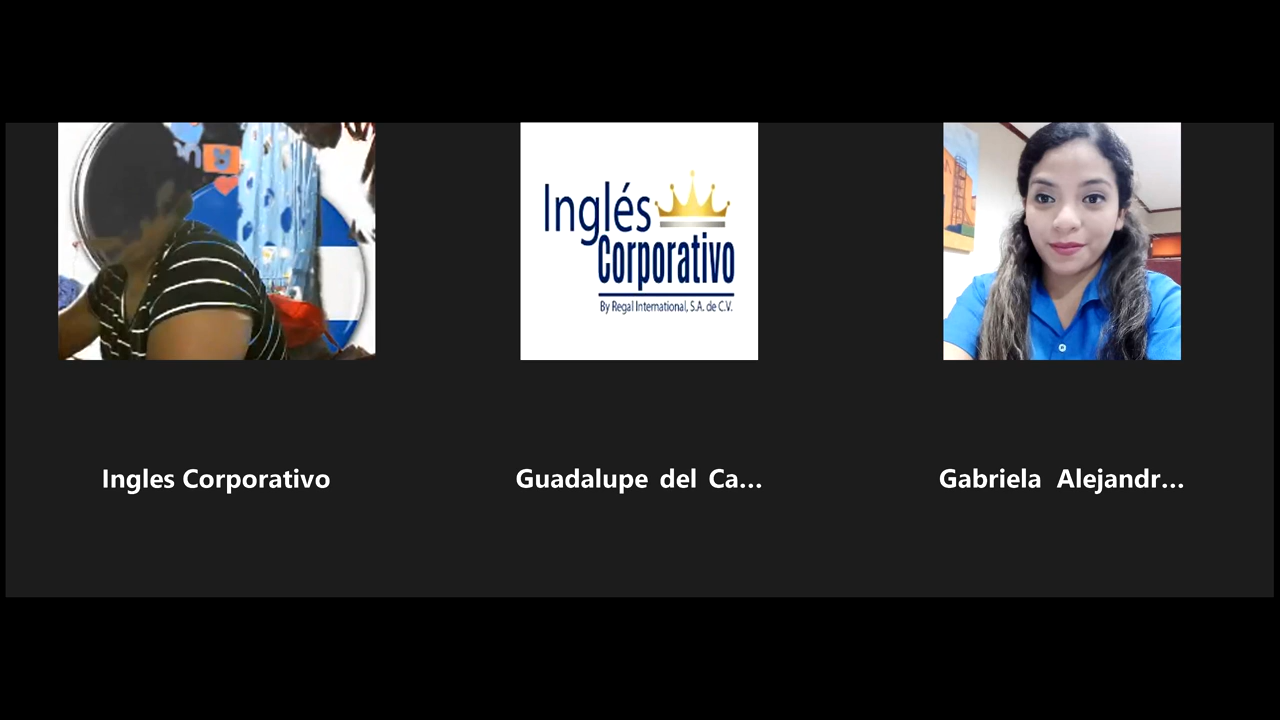 Inglés
Corporativo
By Regal International, S.A. de C.V.
Ingles Corporativo
Guadalupe del Ca...
Gabriela Alejandr...